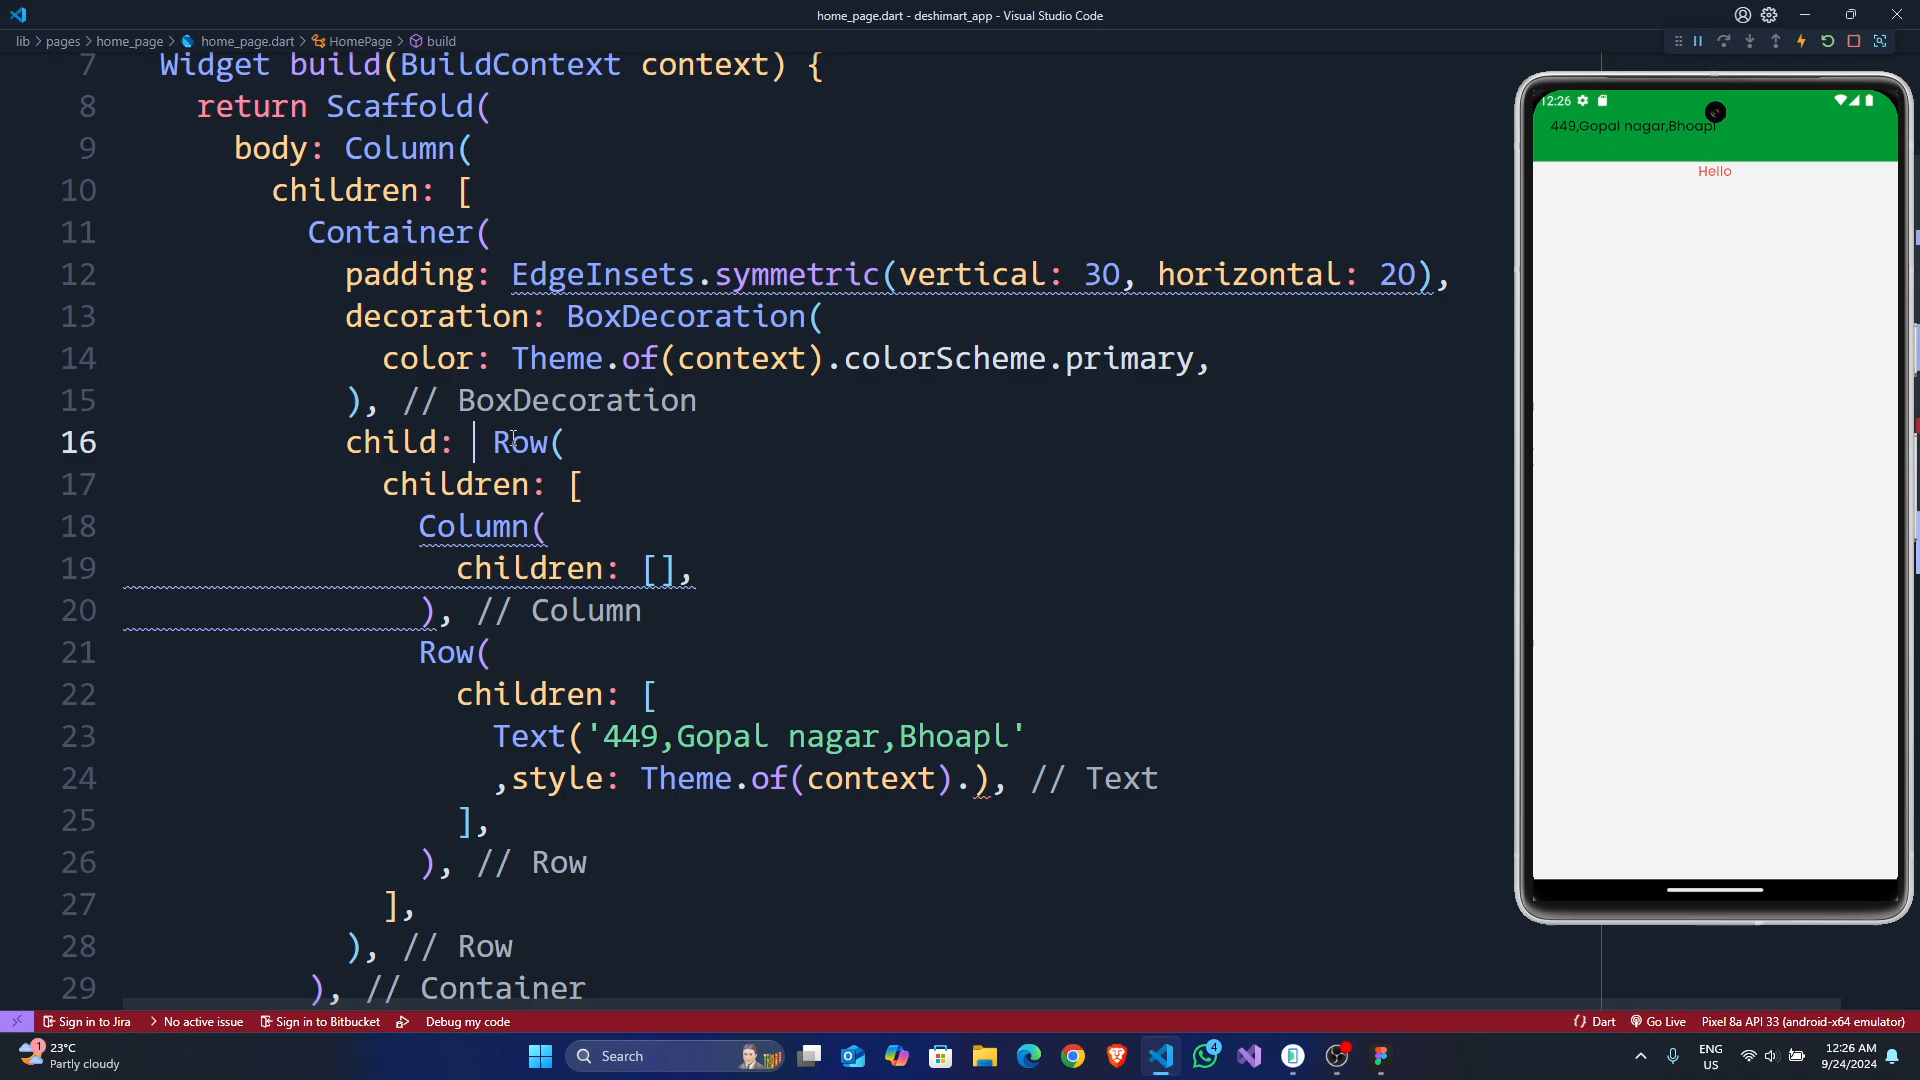 home_page.dart - deshimart_app - Visual Studio Code
lib > pages > home_page > home_page.dart > HomePage > build
7 Widget build(BuildContext context) {
8 return Scaffold(
9 body: Column(
10 children: [
11 Container(
12 padding: EdgeInsets.symmetric(vertical: 30, horizontal: 20),
13 decoration: BoxDecoration(
14 color: Theme.of(context).colorScheme.primary,
15 ), // BoxDecoration
16 child: Row(
17 children: [
18 Column(
19 children: [],
20 ), // Column
21 Row(
22 children: [
23 Text('449,Gopal nagar,Bhoapl'
24 ,style: Theme.of(context).), // Text
25 ],
26 ), // Row
27 ],
28 ), // Row
29 ), // Container
12:26
449,Gopal nagar,Bhoapl
Hello
Sign in to Jira > No active issue Sign in to Bitbucket Debug my code {} Dart Go Live Pixel 8a API 33 (android-x64 emulator)
1 23°C
Partly cloudy
Search
4
ENG
US
12:26 AM
9/24/2024